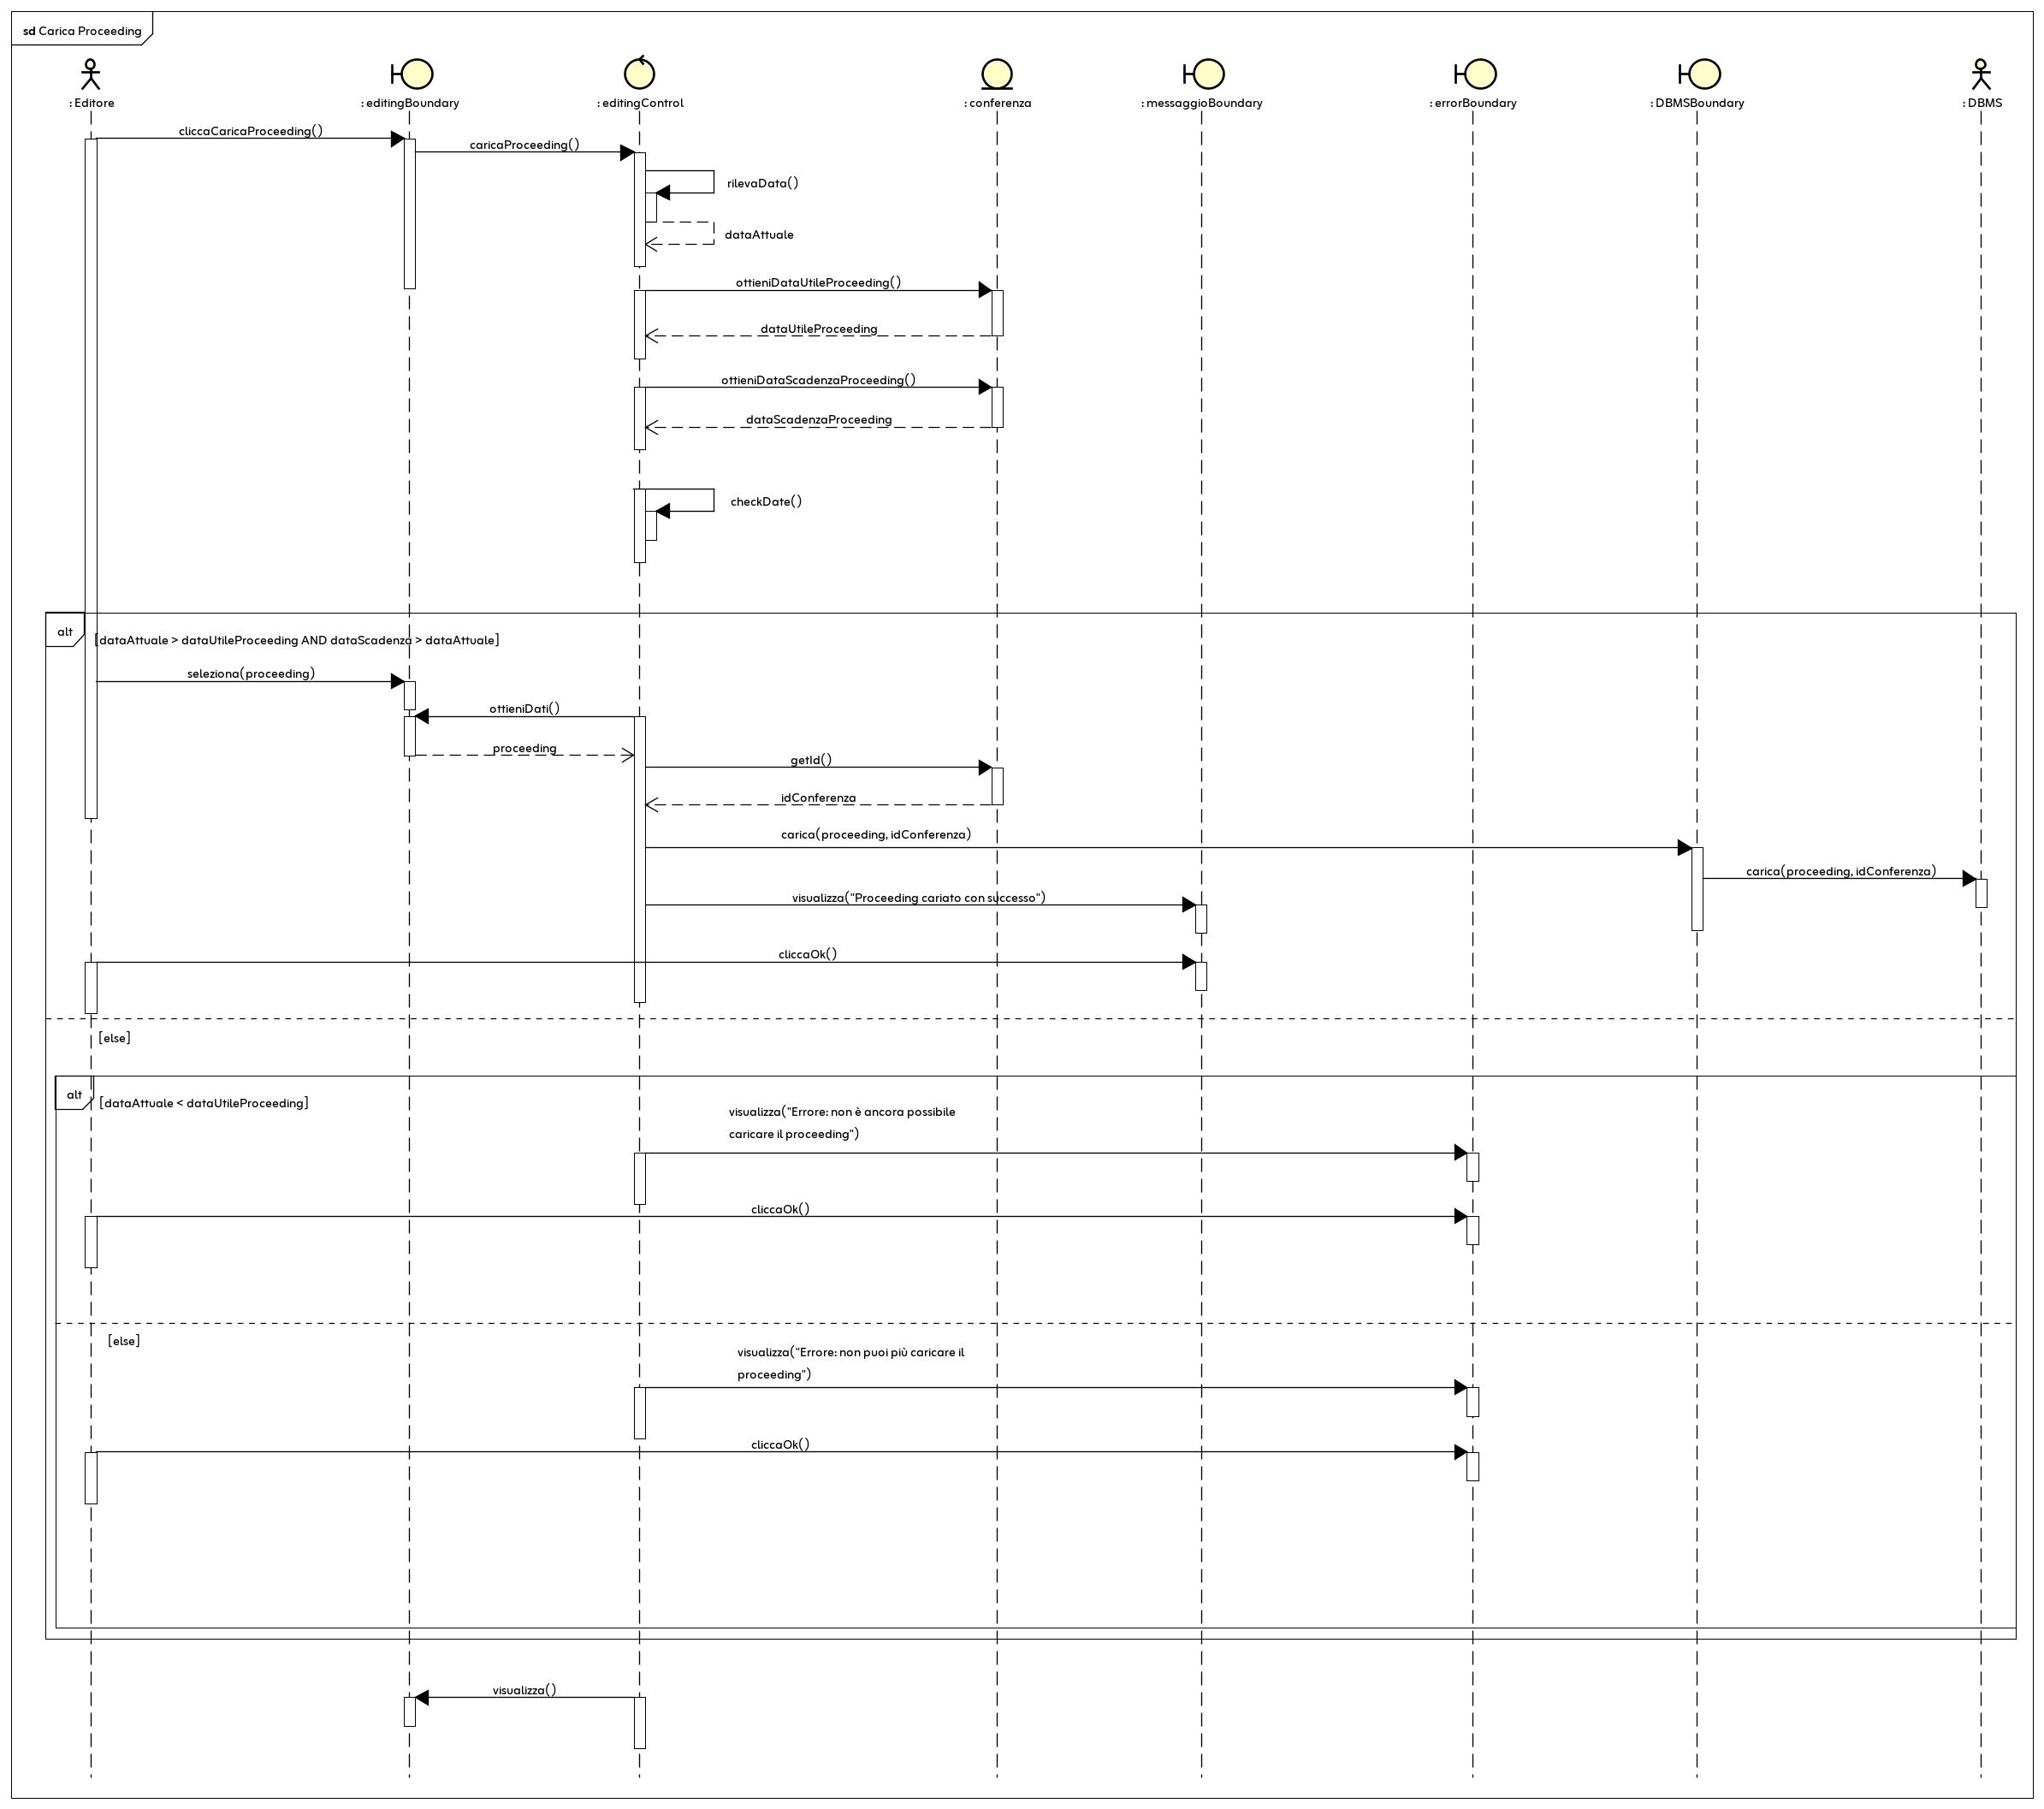 sd Carica Proceeding
: Editore
: editingBoundary
: editingControl
: conferenza
: messaggioBoundary
: errorBoundary
: DBMSBoundary
: DBMS
cliccaCaricaProceeding()
caricaProceeding()
rilevaData()
dataAttuale
ottieniDataUtileProceeding()
dataUtileProceeding
ottieniDataScadenzaProceeding()
dataScadenzaProceeding
checkDate()
alt
[dataAttuale > dataUtileProceeding AND dataScadenza > dataAttuale]
seleziona(proceeding)
ottieniDati()
proceeding
getId()
idConferenza
carica(proceeding, idConferenza)
carica(proceeding, idConferenza)
visualizza("Proceeding cariato con successo")
cliccaOk()
[else]
alt
[dataAttuale < dataUtileProceeding]
visualizza("Errore: non è ancora possibile
caricare il proceeding")
cliccaOk()
[else]
visualizza("Errore: non puoi più caricare il
proceeding")
cliccaOk()
visualizza()